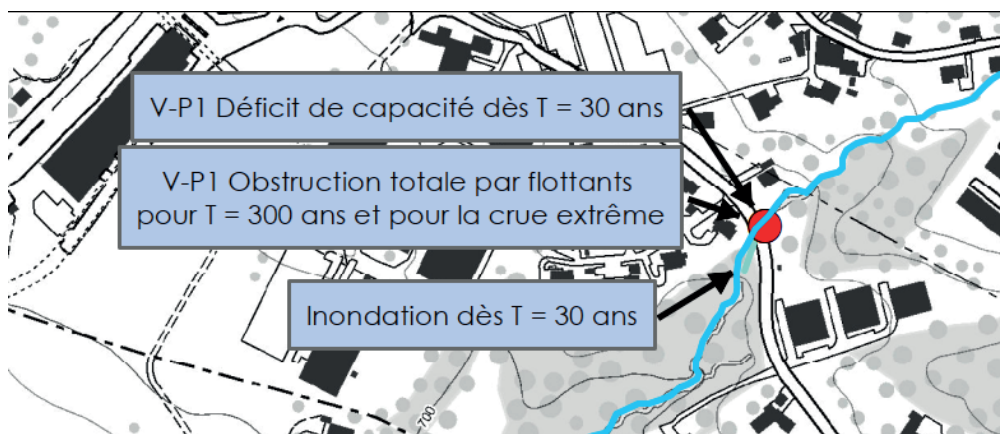 V-P1 Déficit de capacité dès T = 30 ans
V-P1 Obstruction totale par flottants
pour T = 300 ans et pour la crue extrême
Inondation dès T = 30 ans
700